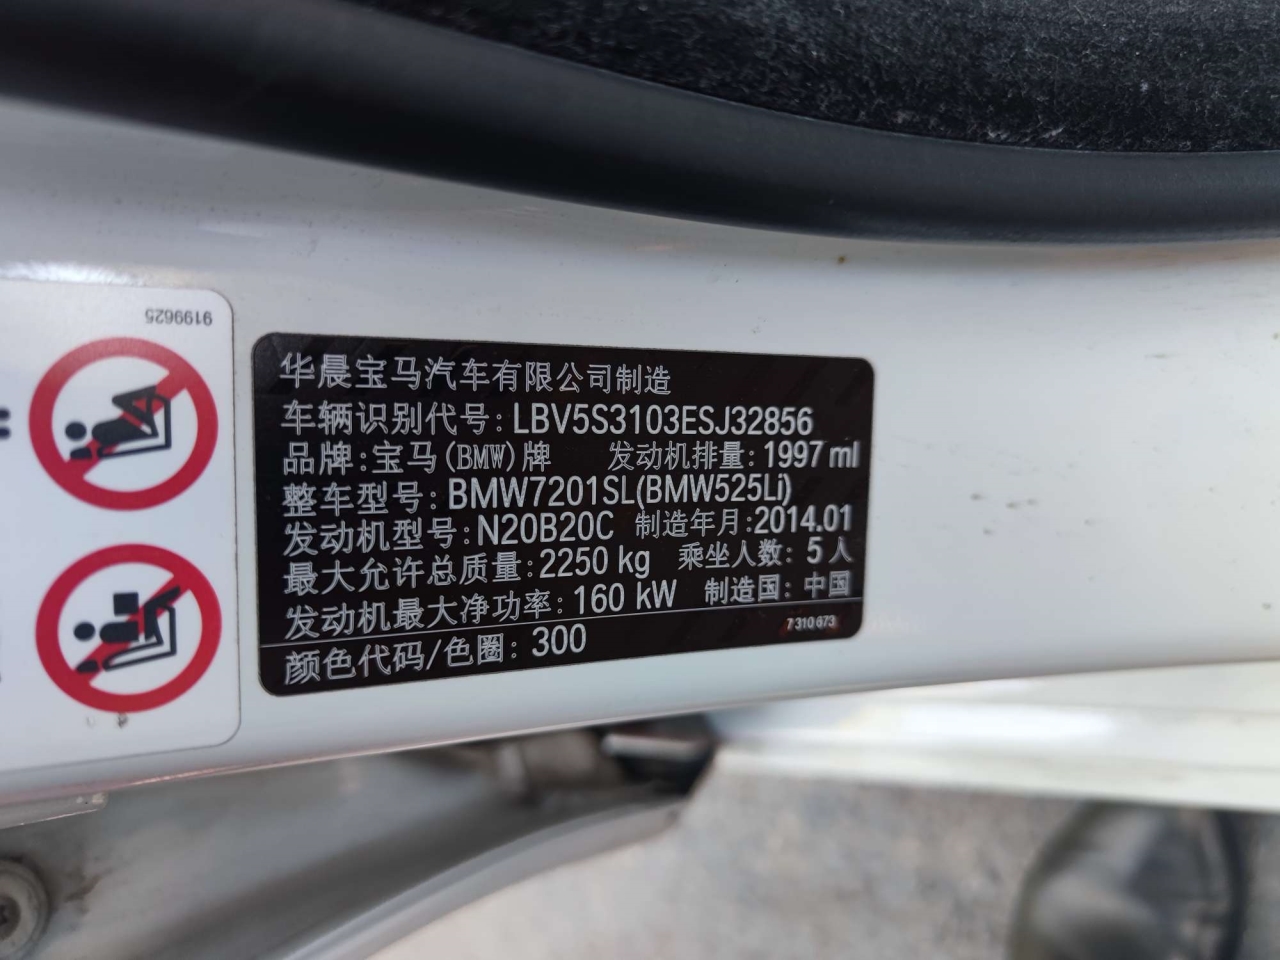 9199625
华晨宝马汽车有限公司制造
车辆识别代号: LBV5S3103ESJ32856
品牌:宝马(BMW)牌 发动机排量: 1997 ml
整车型号: BMW7201SL(BMW525Li)
发动机型号: N20B20C 制造年月:2014.01
最大允许总质量: 2250 kg 乘坐人数: 5 人
发动机最大净功率: 160 kW 制造国: 中国
7 310 673
颜色代码/色圈: 300